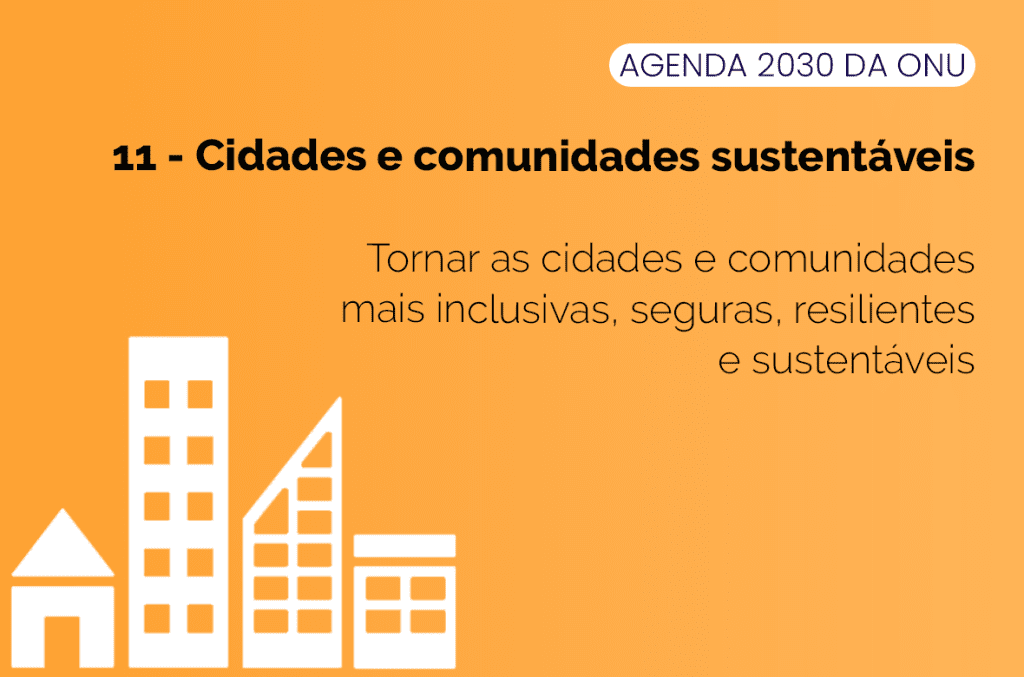 AGENDA 2030 DA ONU
11 - Cidades e comunidades sustentáveis
Tornar as cidades e comunidades
mais inclusivas, seguras, resilientes
e sustentáveis